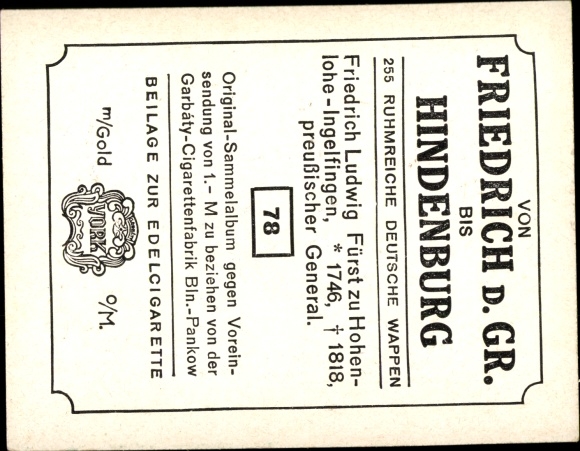 VON
FRIEDRICH D. GR.
BIS
HINDENBURG
255 RUHMREICHE DEUTSCHE WAPPEN
Friedrich Ludwig Fürst zu Hohen-
lohe-Ingelfingen, * 1746, † 1818,
preußischer General.
78
Original-Sammelalbum gegen Vorein-
sendung von 1.- M zu beziehen von der
Garbáty-Cigarettenfabrik Bln.-Pankow
BEILAGE ZUR EDELCIGARETTE
m/Gold YORK o/M.